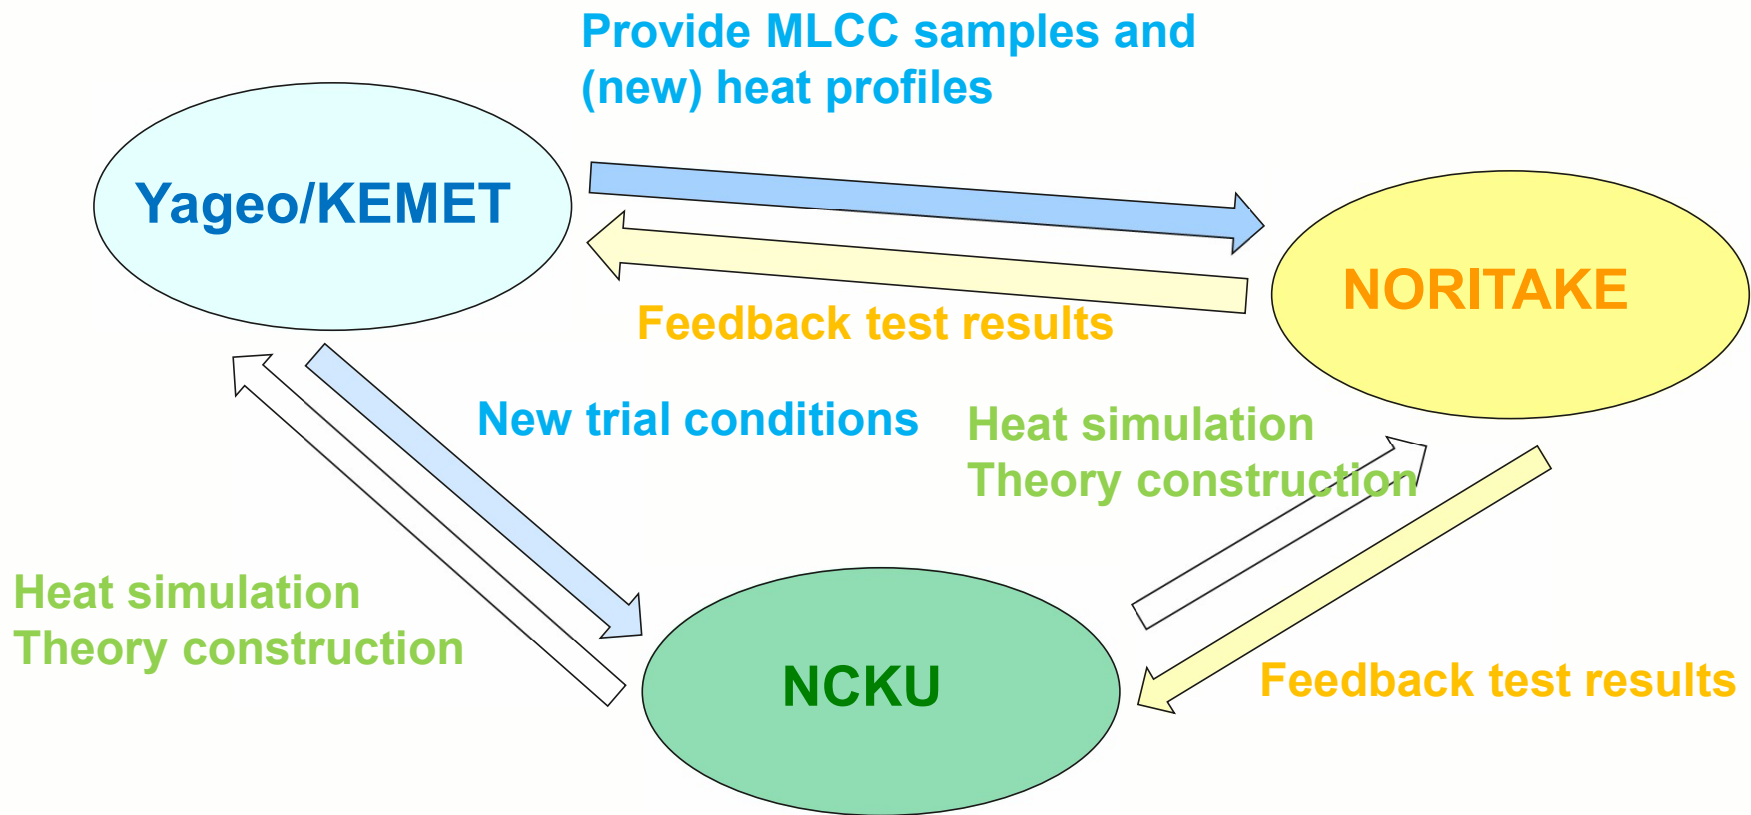 Provide MLCC samples and
(new) heat profiles
Yageo/KEMET
NORITAKE
Feedback test results
New trial conditions
Heat simulation
Theory construction
Heat simulation
Theory construction
NCKU
Feedback test results